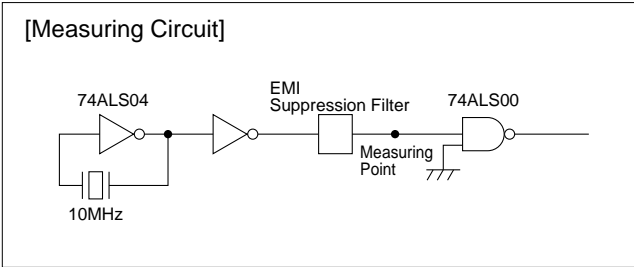 [Measuring Circuit]
74ALS04
EMI
Suppression Filter
74ALS00
Measuring
Point
10MHz